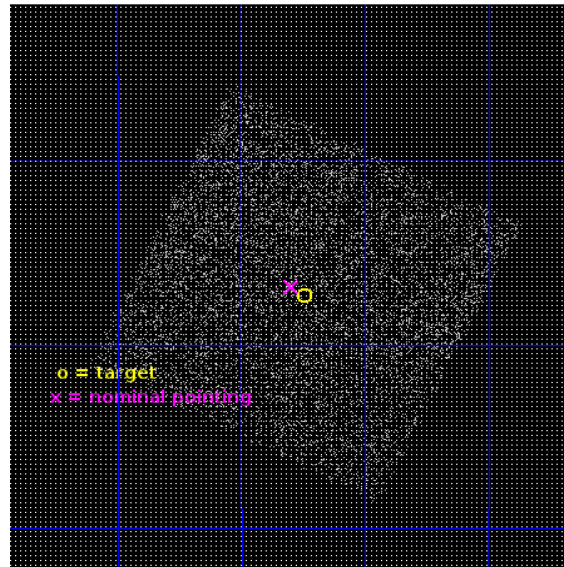 o = target
x = nominal pointing